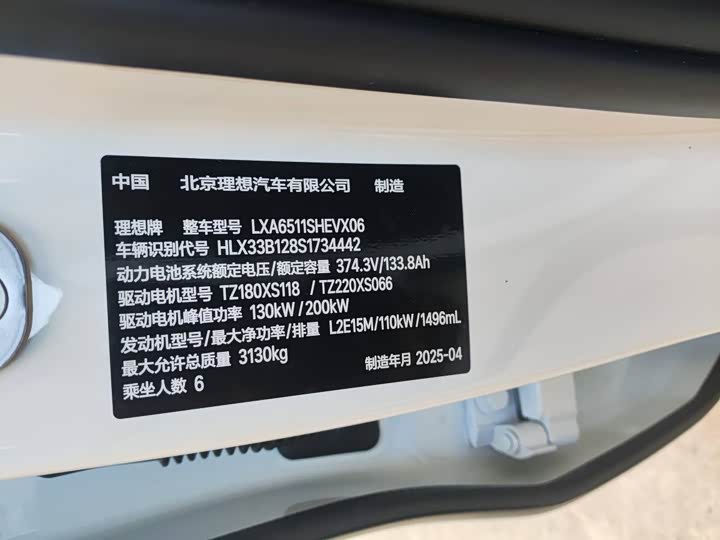 中国 北京理想汽车有限公司 制造
理想牌 整车型号 LXA6511SHEVX06
车辆识别代号 HLX33B128S1734442
动力电池系统额定电压/额定容量 374.3V/133.8Ah
驱动电机型号 TZ180XS118 / TZ220XS066
驱动电机峰值功率 130kW / 200kW
发动机型号/最大净功率/排量 L2E15M/110kW/1496mL
最大允许总质量 3130kg 制造年月 2025-04
乘坐人数 6